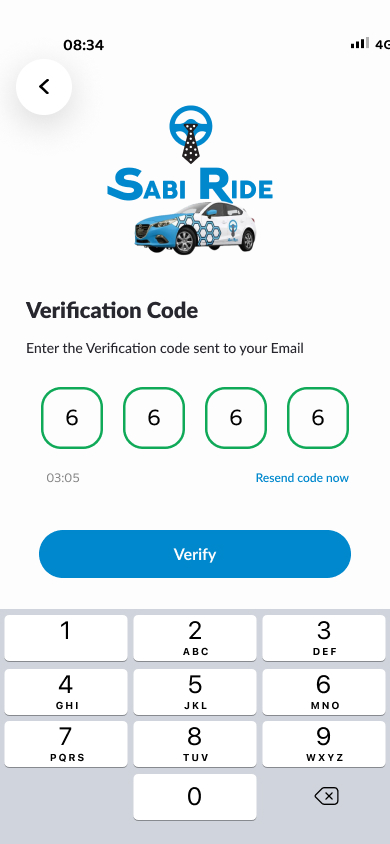 08:34
4G
SABI RIDE
Verification Code
Enter the Verification code sent to your Email
6 6 6 6
03:05 Resend code now
Verify
1 2 3
ABC DEF
4 5 6
GHI JKL MNO
7 8 9
PQRS TUV WXYZ
0